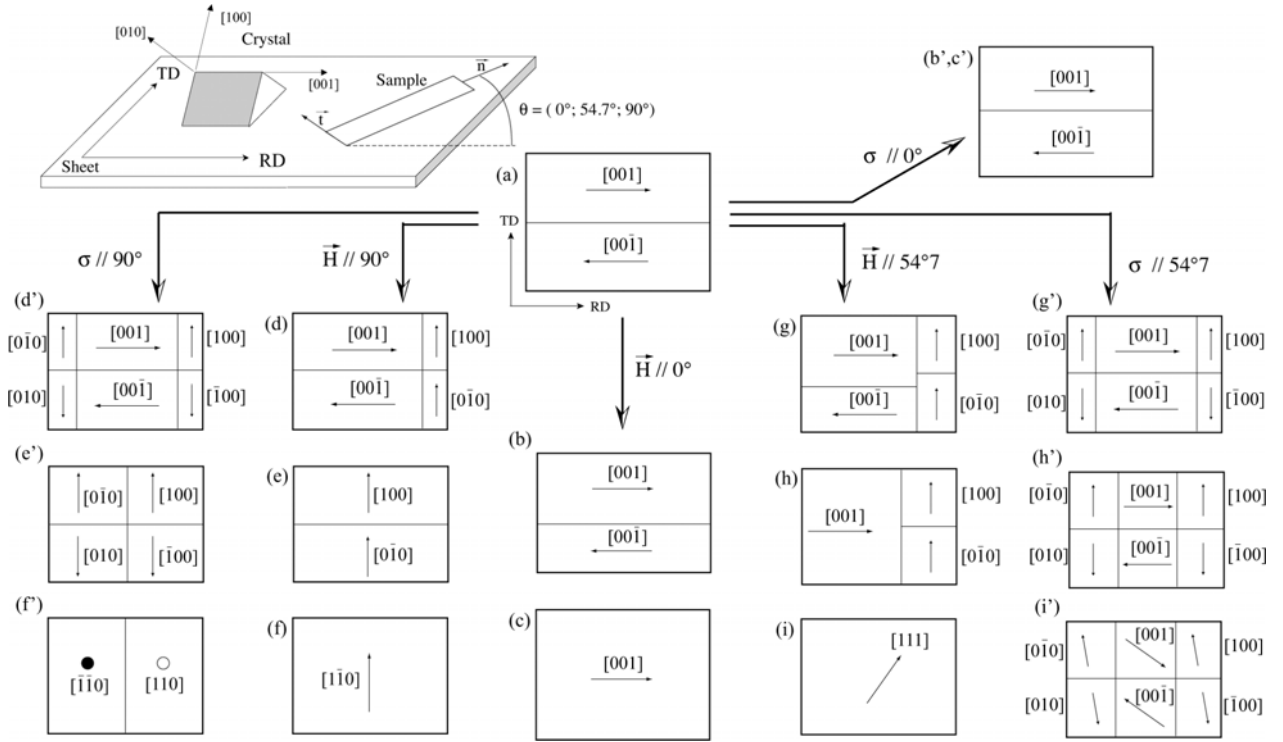 [100]
[010]
Crystal
TD
[001]
Sample
n
t
θ = ( 0°; 54.7°; 90°)
Sheet
RD
(a)
[001]
TD
[001̄]
RD
(b',c')
[001]
[001̄]
σ // 0°
σ // 90°
H // 90°
H // 0°
H // 54°7
σ // 54°7
(d')
[01̄0]
[001]
[100]
[010]
[001̄]
[1̄00]
(d)
[001]
[100]
[001̄]
[01̄0]
(g)
[001]
[100]
[001̄]
[01̄0]
(g')
[01̄0]
[001]
[100]
[010]
[001̄]
[1̄00]
(e')
[01̄0]
[100]
[010]
[1̄00]
(e)
[100]
[01̄0]
(b)
[001]
[001̄]
(h)
[001]
[100]
[01̄0]
(h')
[01̄0]
[001]
[100]
[010]
[001̄]
[1̄00]
(f')
[1̄1̄0]
[110]
(f)
[11̄0]
(c)
[001]
(i)
[111]
(i')
[01̄0]
[001]
[100]
[010]
[001̄]
[1̄00]